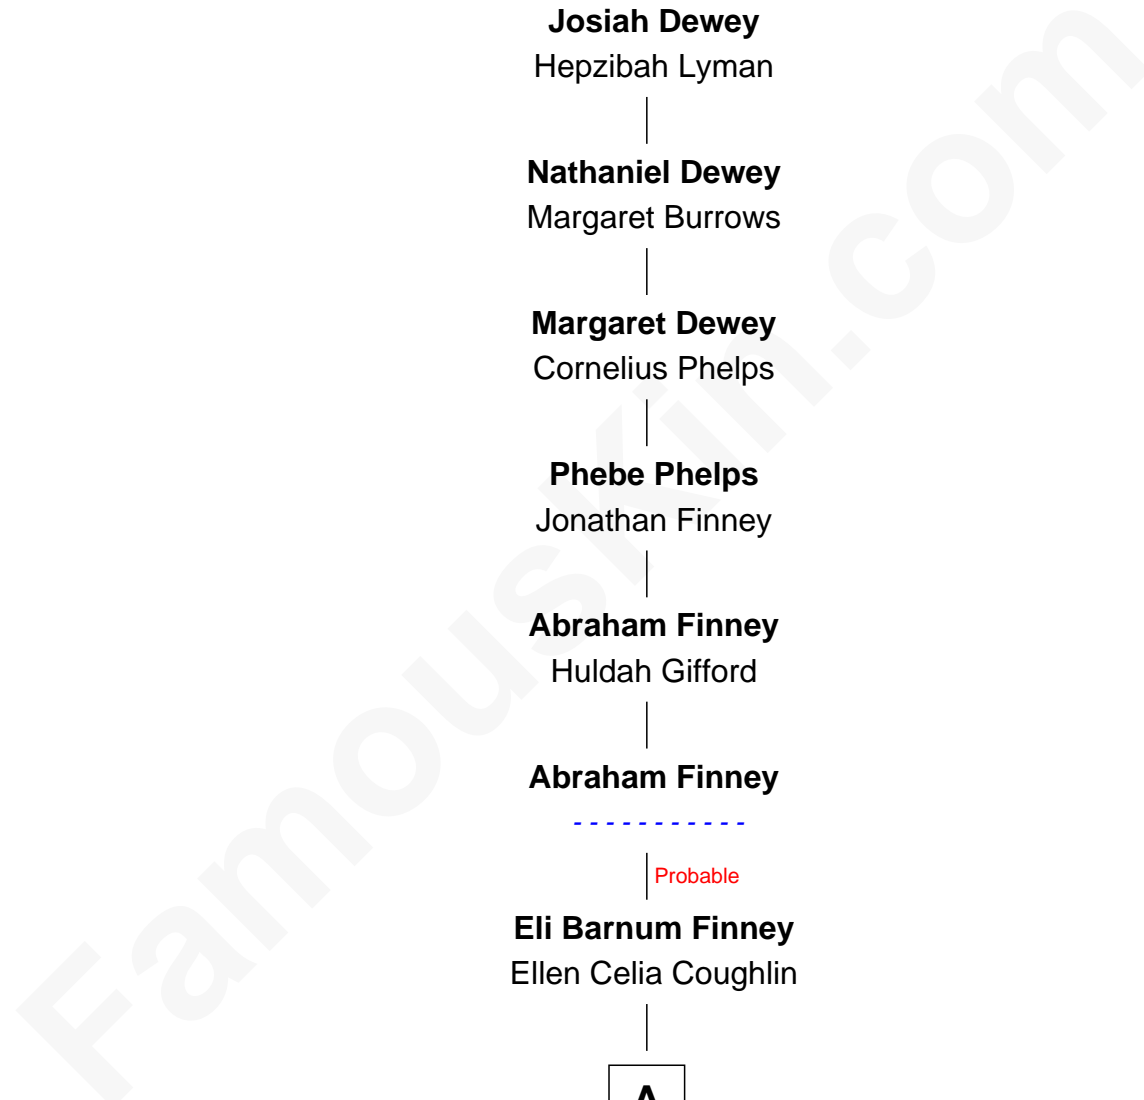 Josiah Dewey
Hepzibah Lyman
Nathaniel Dewey
Margaret Burrows
Margaret Dewey
Cornelius Phelps
Phebe Phelps
Jonathan Finney
Abraham Finney
Huldah Gifford
Abraham Finney
- - - - - - - - - - -
Probable
Eli Barnum Finney
Ellen Celia Coughlin
A
FamousKin.com